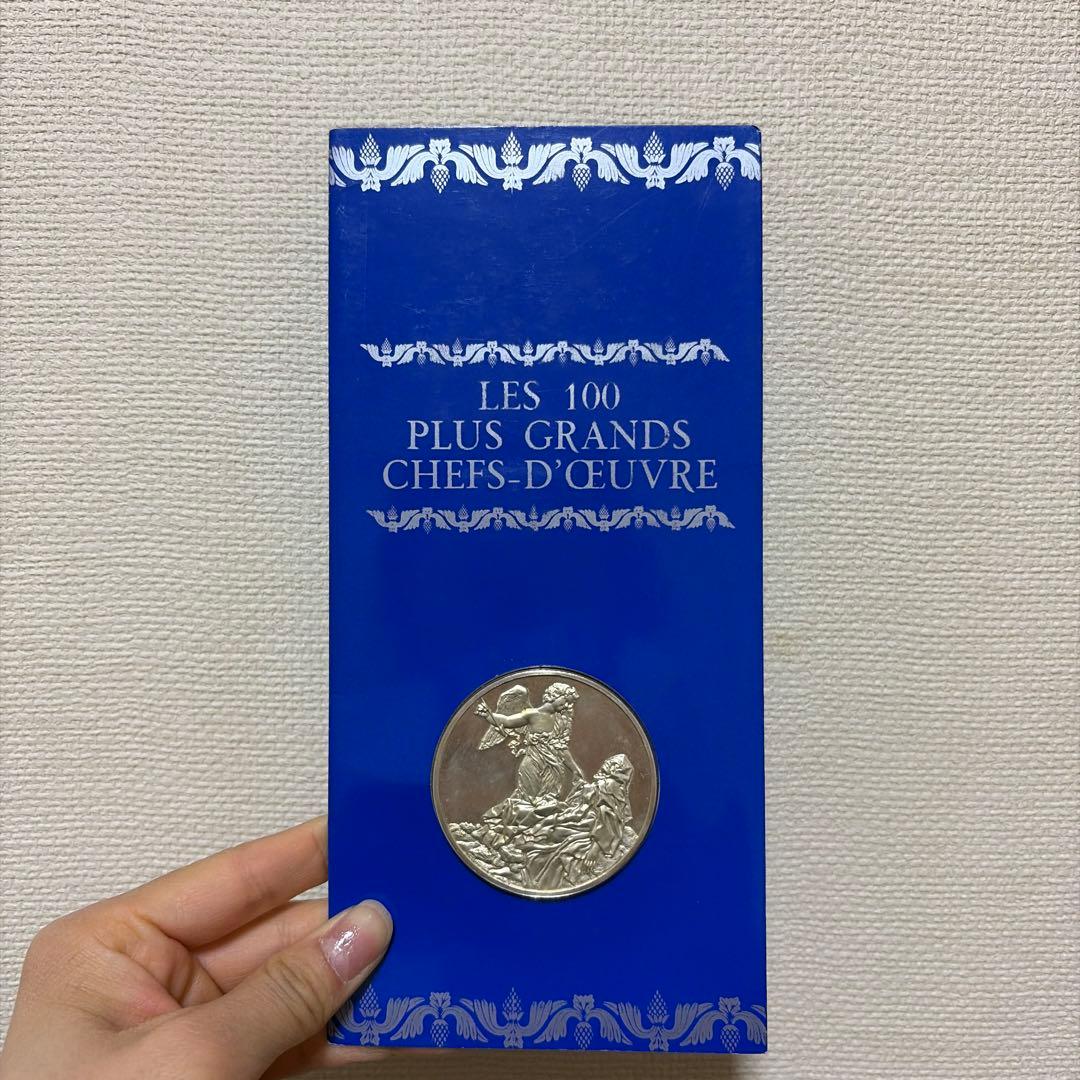 LES 100
PLUS GRANDS
CHEFS-D'ŒUVRE